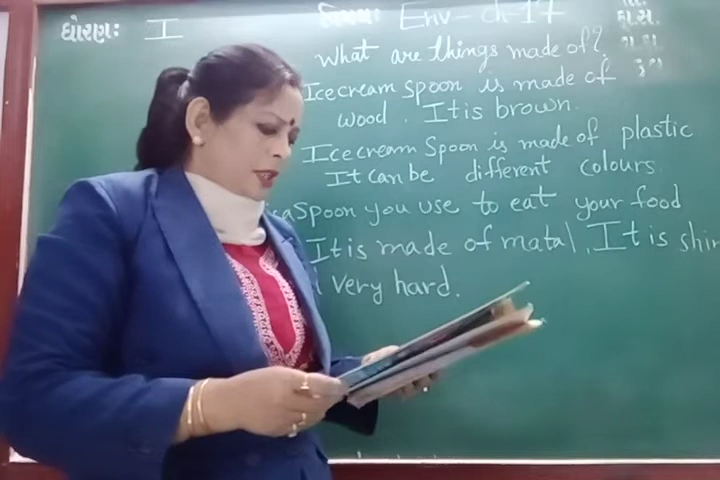 ધોરણ: I
વિષય: Env - ch-17
What are things made of?
Icecream spoon is made of
wood. It is brown.
Icecream Spoon is made of plastic
It can be different colours.
Spoon you use to eat your food
It is made of matal, It is shin
very hard.